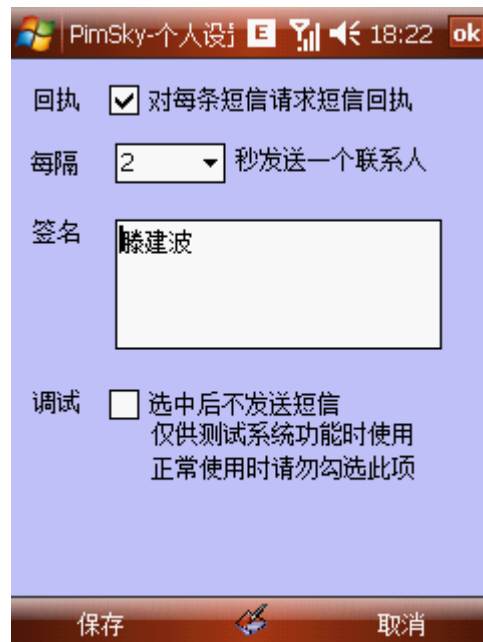 PimSky-个人设 E 18:22 ok
回执 对每条短信请求短信回执
每隔 2 秒发送一个联系人
签名 滕建波
调试 选中后不发送短信
仅供测试系统功能时使用
正常使用时请勿勾选此项
保存 取消